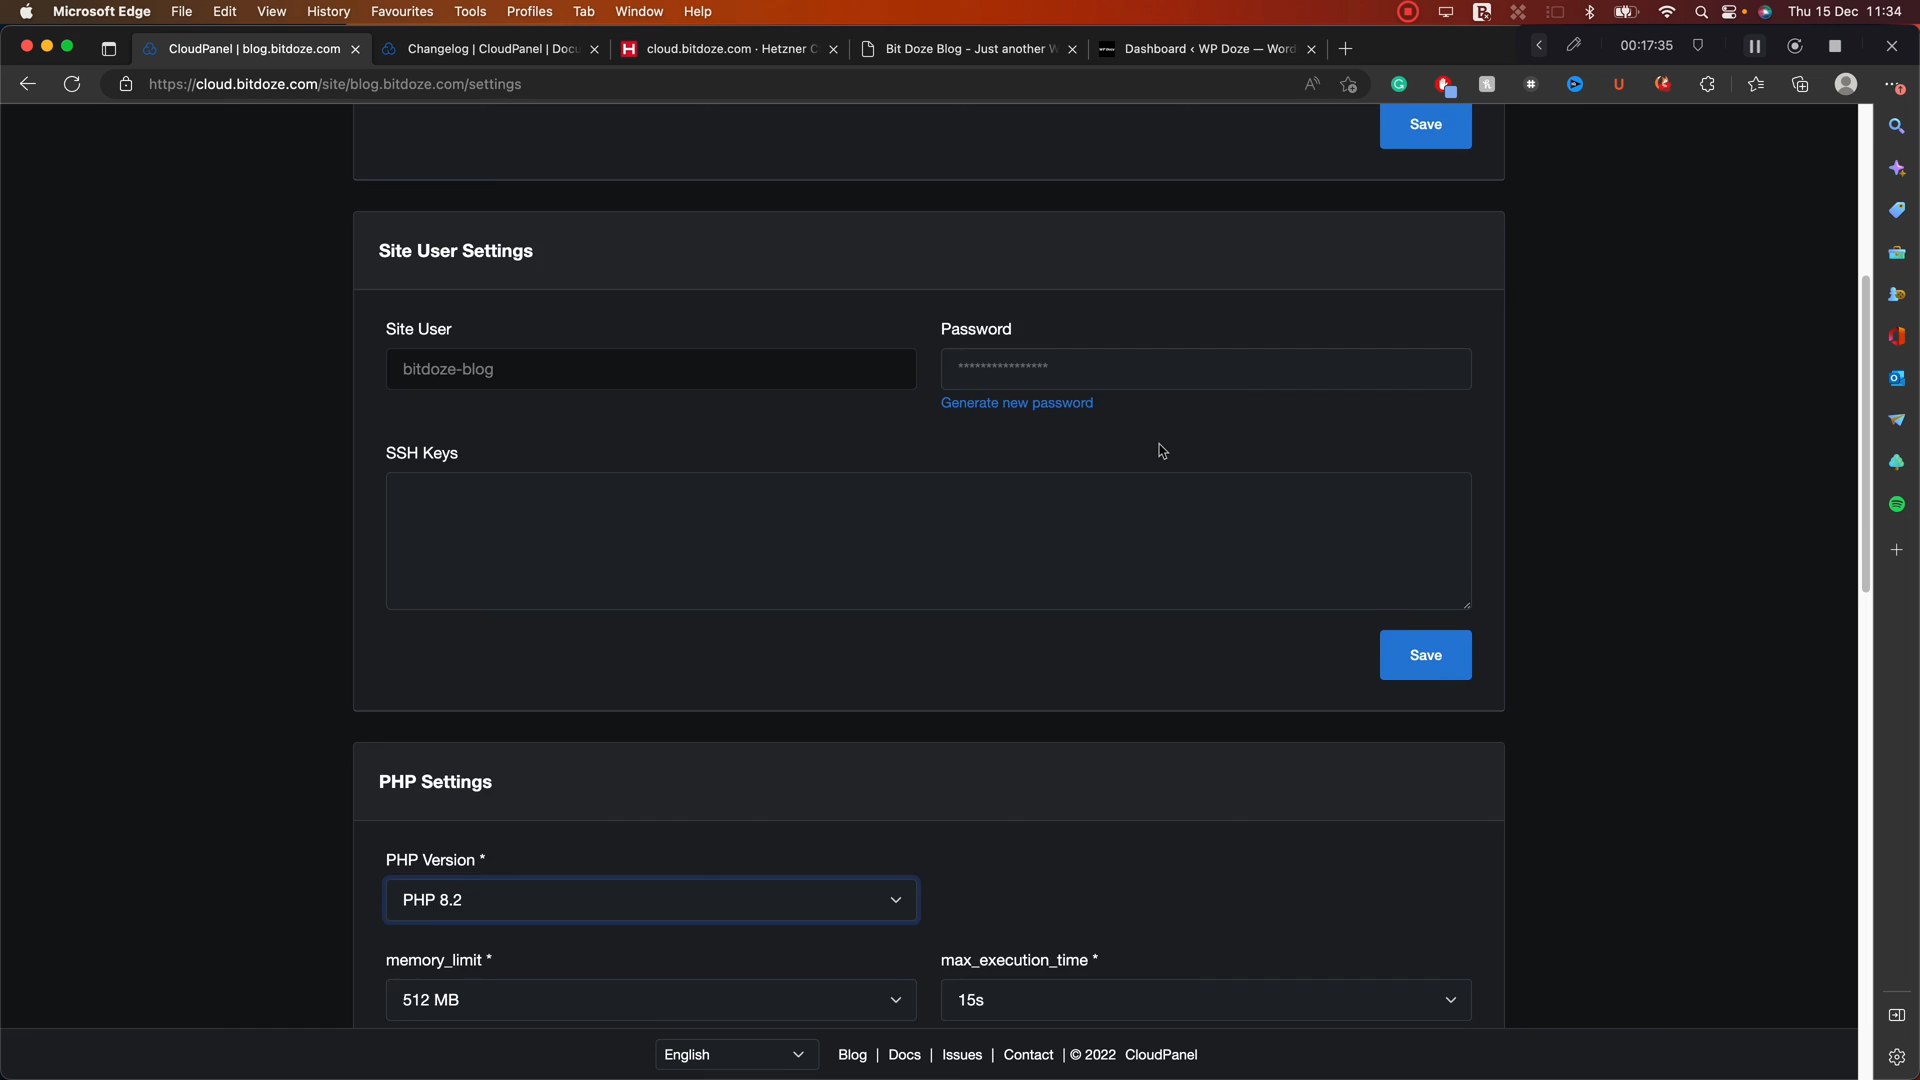 Microsoft Edge File Edit View History Favourites Tools Profiles Tab Window Help Thu 15 Dec 11:34
CloudPanel | blog.bitdoze.com Changelog | CloudPanel | Docu cloud.bitdoze.com · Hetzner C Bit Doze Blog - Just another W Dashboard ‹ WP Doze — Word 00:17:35
https://cloud.bitdoze.com/site/blog.bitdoze.com/settings
Save
Site User Settings
Site User Password
bitdoze-blog ****************
Generate new password
SSH Keys
Save
PHP Settings
PHP Version *
PHP 8.2
memory_limit * max_execution_time *
512 MB 15s
English Blog | Docs | Issues | Contact | © 2022 CloudPanel